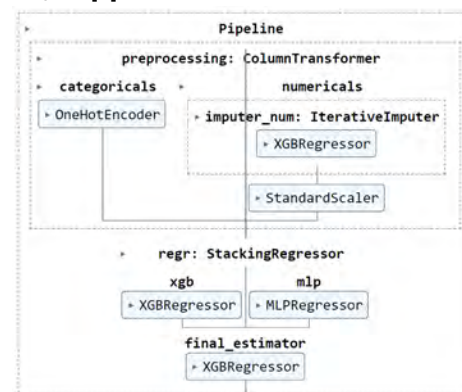 Pipeline
preprocessing: ColumnTransformer
categoricals
numericals
OneHotEncoder
imputer_num: IterativeImputer
XGBRegressor
StandardScaler
regr: StackingRegressor
xgb
mlp
XGBRegressor
MLPRegressor
final_estimator
XGBRegressor